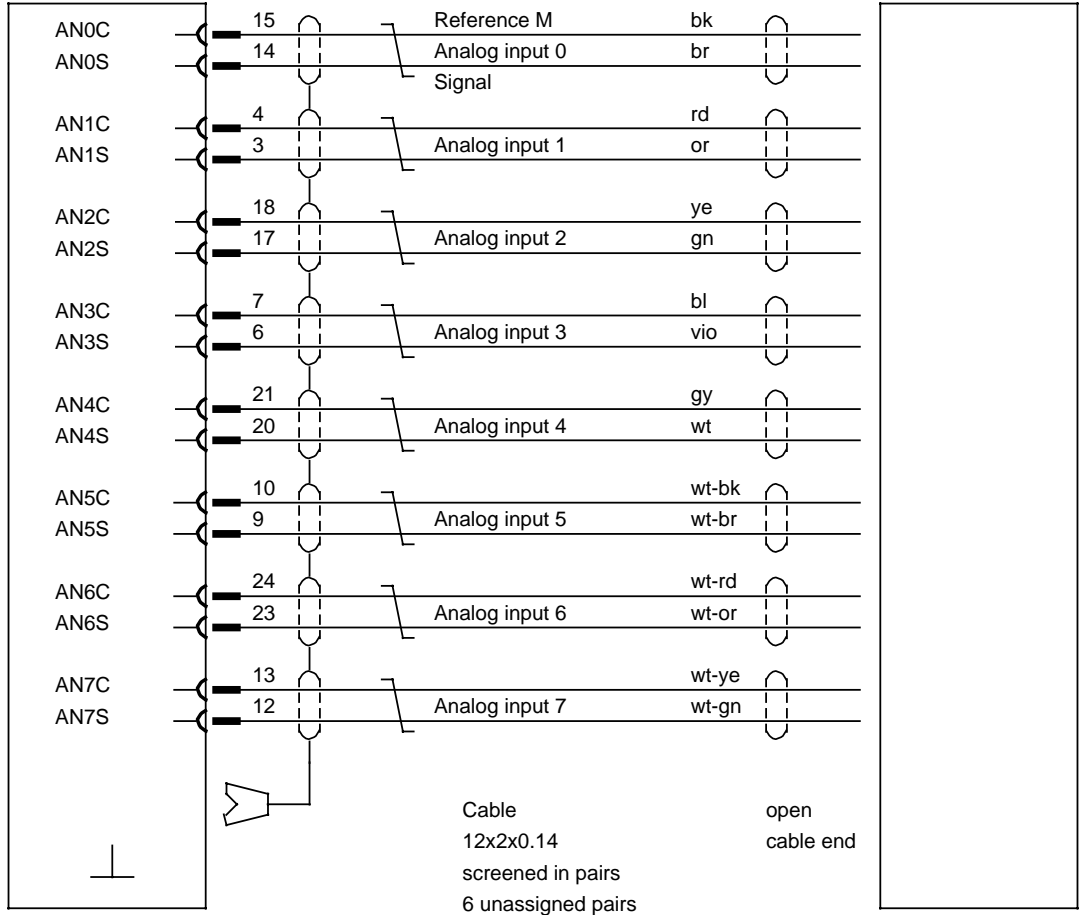 AN0C 15 Reference M bk
AN0S 14 Analog input 0 br
Signal
AN1C 4 rd
AN1S 3 Analog input 1 or
AN2C 18 ye
AN2S 17 Analog input 2 gn
AN3C 7 bl
AN3S 6 Analog input 3 vio
AN4C 21 gy
AN4S 20 Analog input 4 wt
AN5C 10 wt-bk
AN5S 9 Analog input 5 wt-br
AN6C 24 wt-rd
AN6S 23 Analog input 6 wt-or
AN7C 13 wt-ye
AN7S 12 Analog input 7 wt-gn
Cable open
12x2x0.14 cable end
screened in pairs
6 unassigned pairs